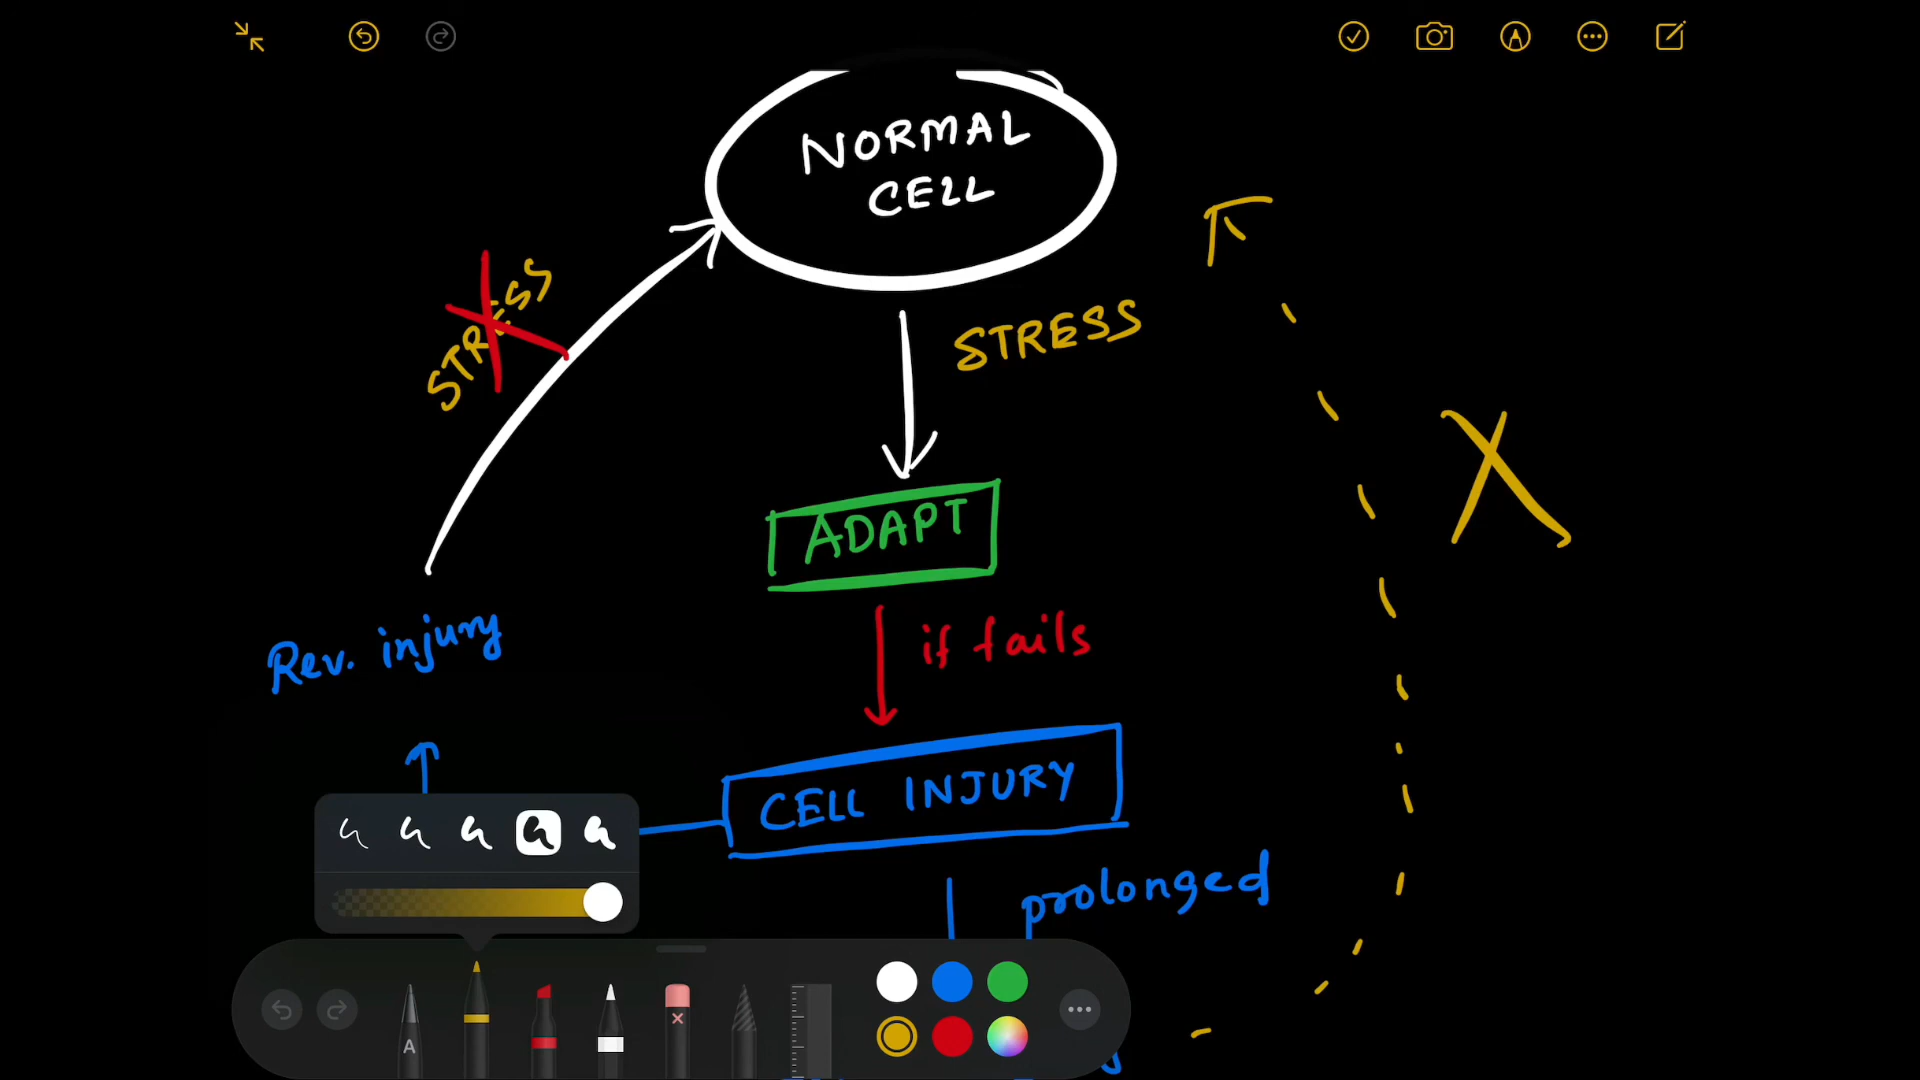 NORMAL
CELL
STRESS
STRESS
ADAPT
if fails
Rev. injury
CELL INJURY
prolonged
A